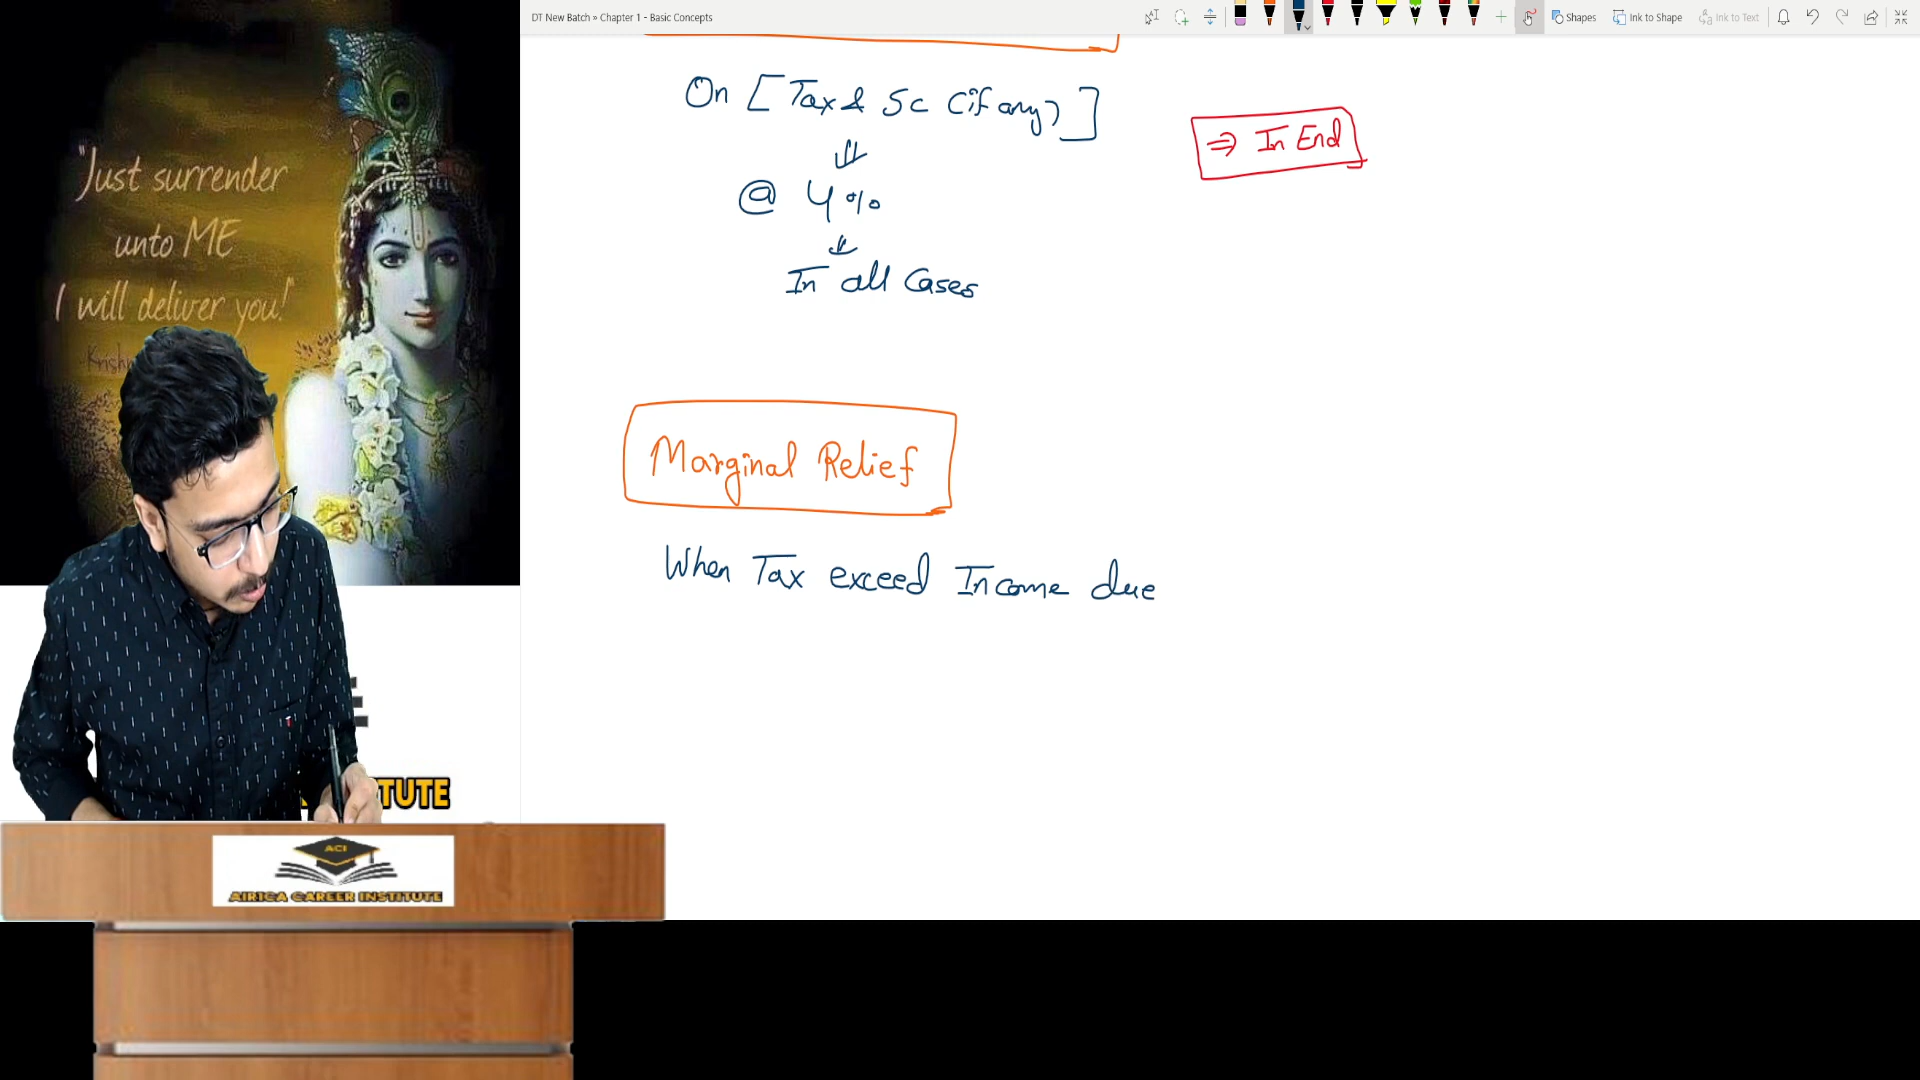 DT New Batch » Chapter 1 - Basic Concepts
Shapes
Ink to Shape
Ink to Text
On [Tax & SC (if any)]
⇒ In End
@ 4%
In all Cases
Marginal Relief
When Tax exceed Income due
"Just surrender
unto ME
I will deliver you!"
-Krish
TUTE
ACI
AIRICA CAREER INSTITUTE